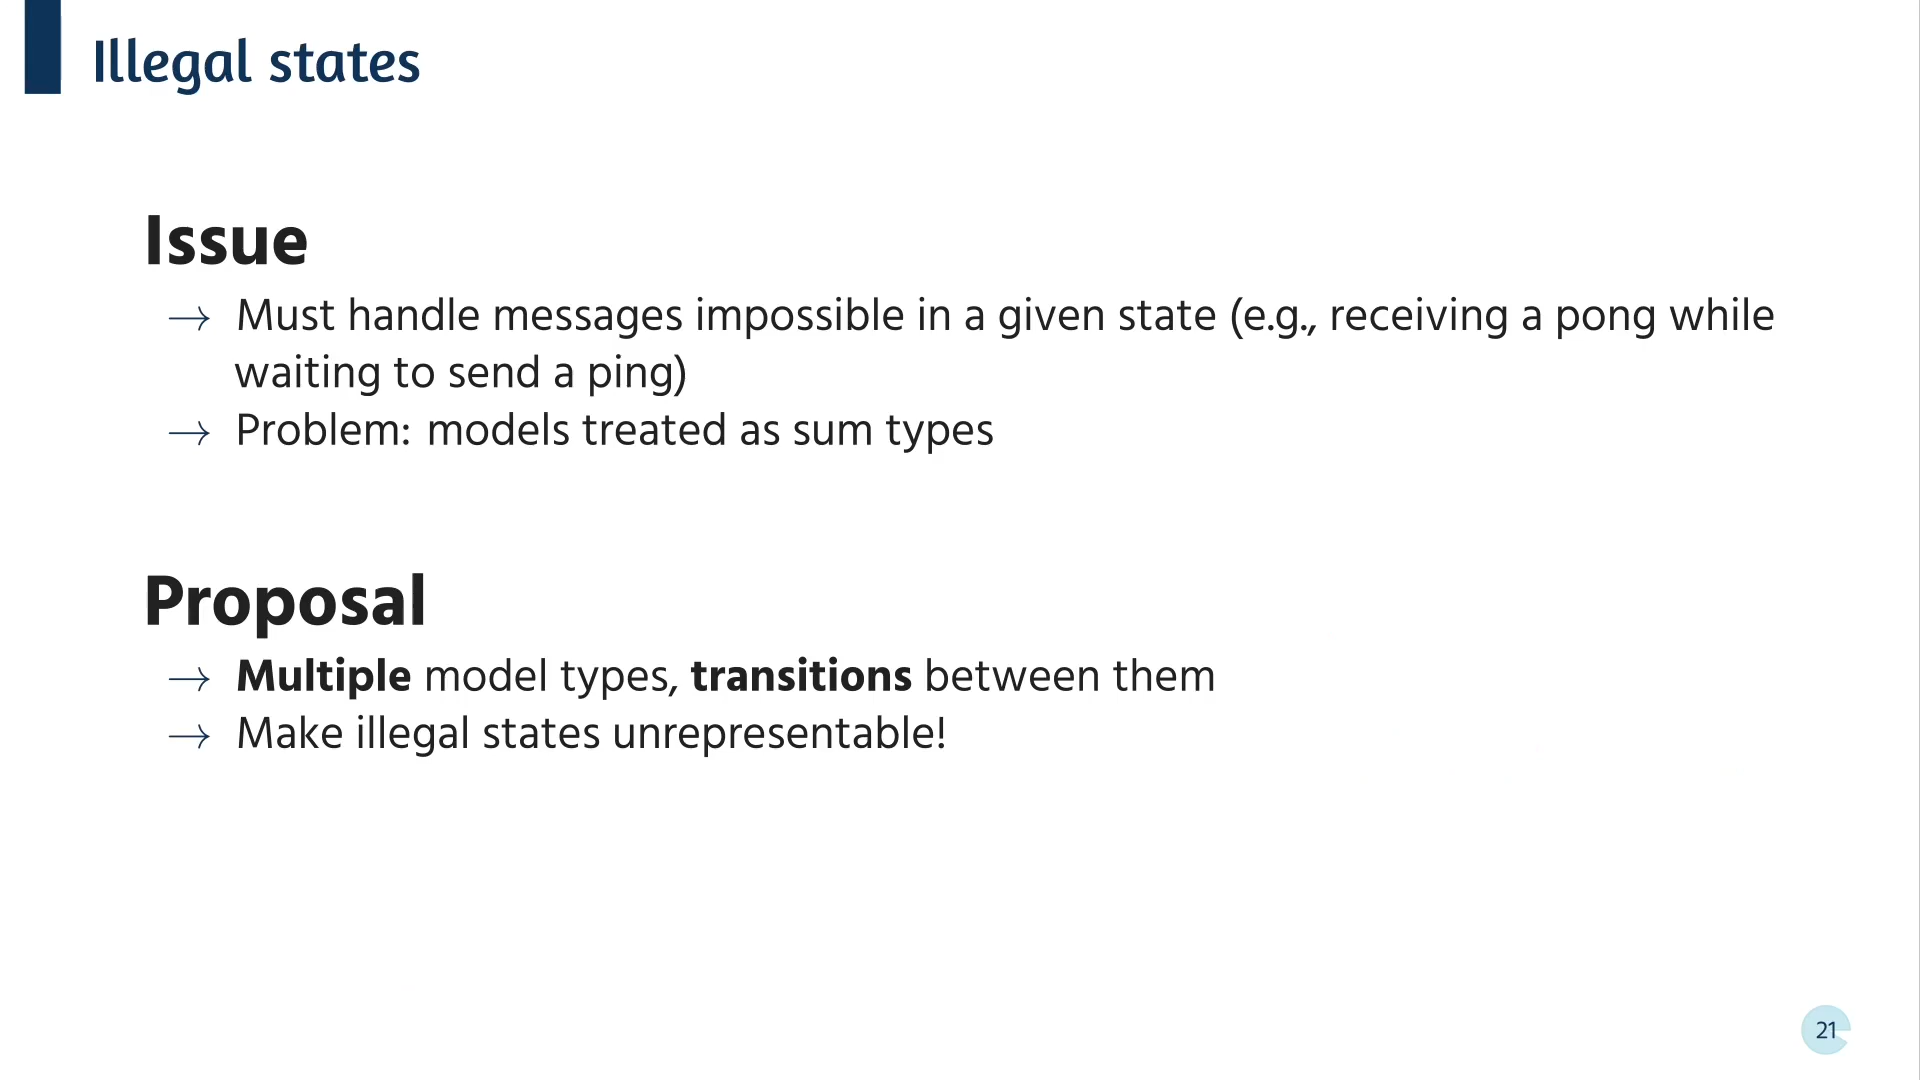 Illegal states
Issue
→ Must handle messages impossible in a given state (e.g., receiving a pong while
waiting to send a ping)
→ Problem: models treated as sum types
Proposal
→ Multiple model types, transitions between them
→ Make illegal states unrepresentable!
21